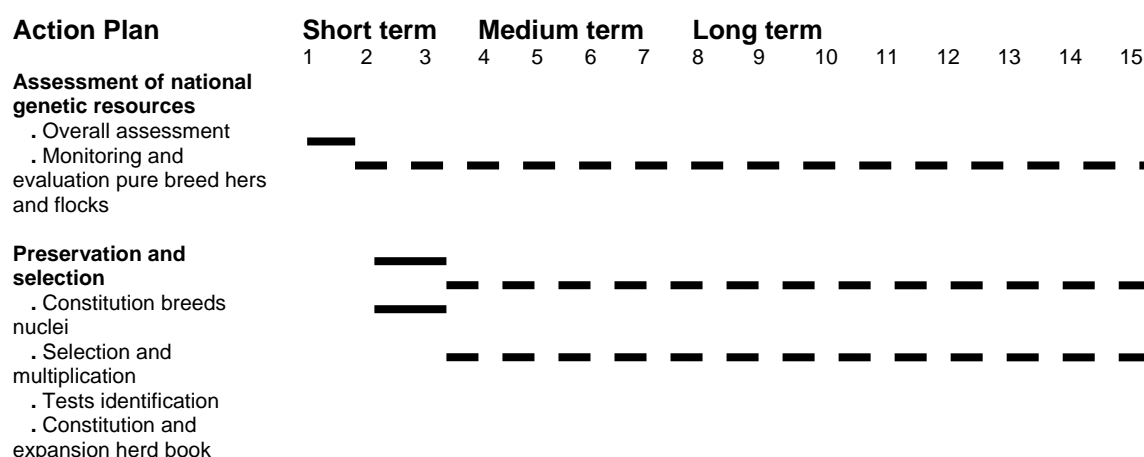 Action Plan Short term Medium term Long term
1 2 3 4 5 6 7 8 9 10 11 12 13 14 15
Assessment of national
genetic resources
. Overall assessment
. Monitoring and
evaluation pure breed hers
and flocks
Preservation and
selection
. Constitution breeds
nuclei
. Selection and
multiplication
. Tests identification
. Constitution and
expansion herd book